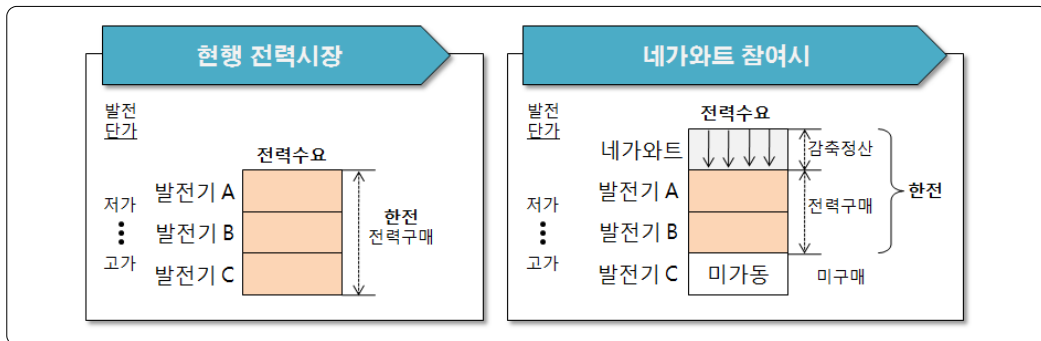 현행 전력시장
발전
단가
전력수요
발전기 A
발전기 B
발전기 C
저가
고가
한전
전력구매
네가와트 참여시
발전
단가
전력수요
네가와트
발전기 A
발전기 B
발전기 C
저가
고가
미가동
감축정산
전력구매
미구매
한전